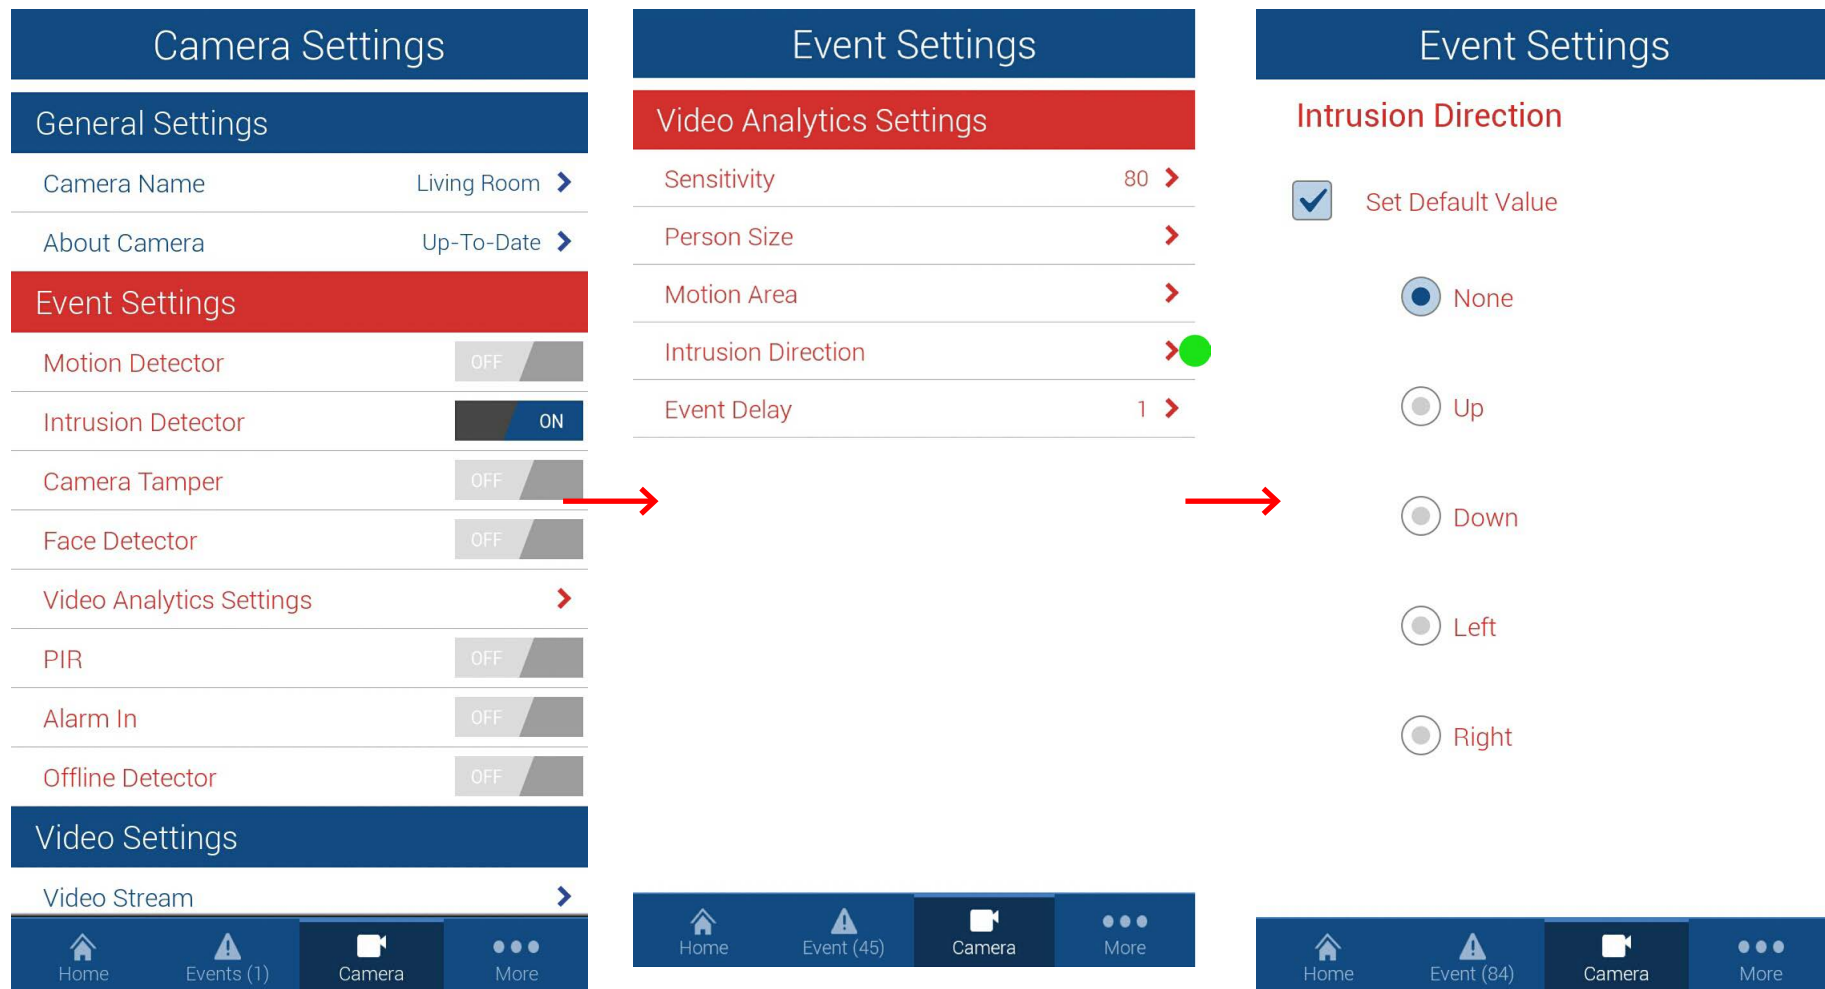 Camera Settings
General Settings
Camera Name Living Room
About Camera Up-To-Date
Event Settings
Motion Detector OFF
Intrusion Detector ON
Camera Tamper OFF
Face Detector OFF
Video Analytics Settings
PIR OFF
Alarm In OFF
Offline Detector OFF
Video Settings
Video Stream
Home Events (1) Camera More
Event Settings
Video Analytics Settings
Sensitivity 80
Person Size
Motion Area
Intrusion Direction
Event Delay 1
Home Event (45) Camera More
Event Settings
Intrusion Direction
Set Default Value
None
Up
Down
Left
Right
Home Event (84) Camera More